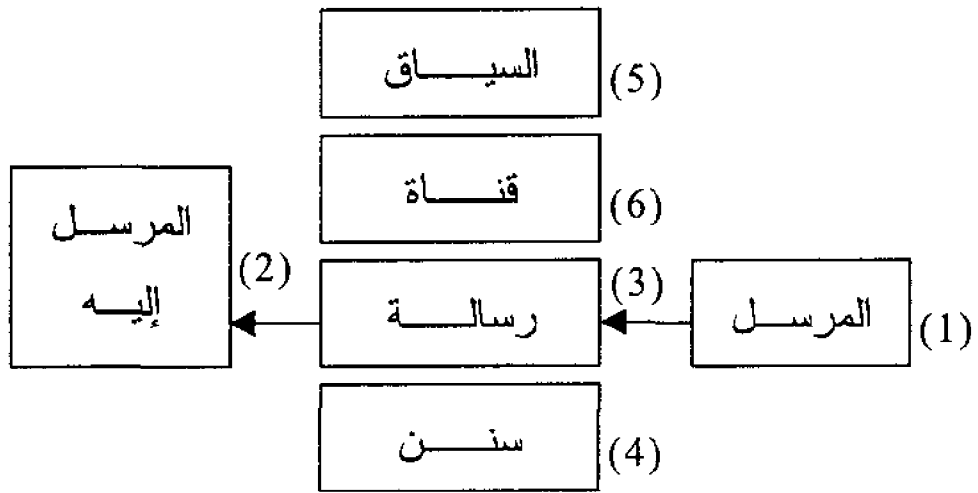 السياق (5)
قناة (6)
المرسل (1)
رسالة (3)
المرسل
إليه (2)
سنن (4)